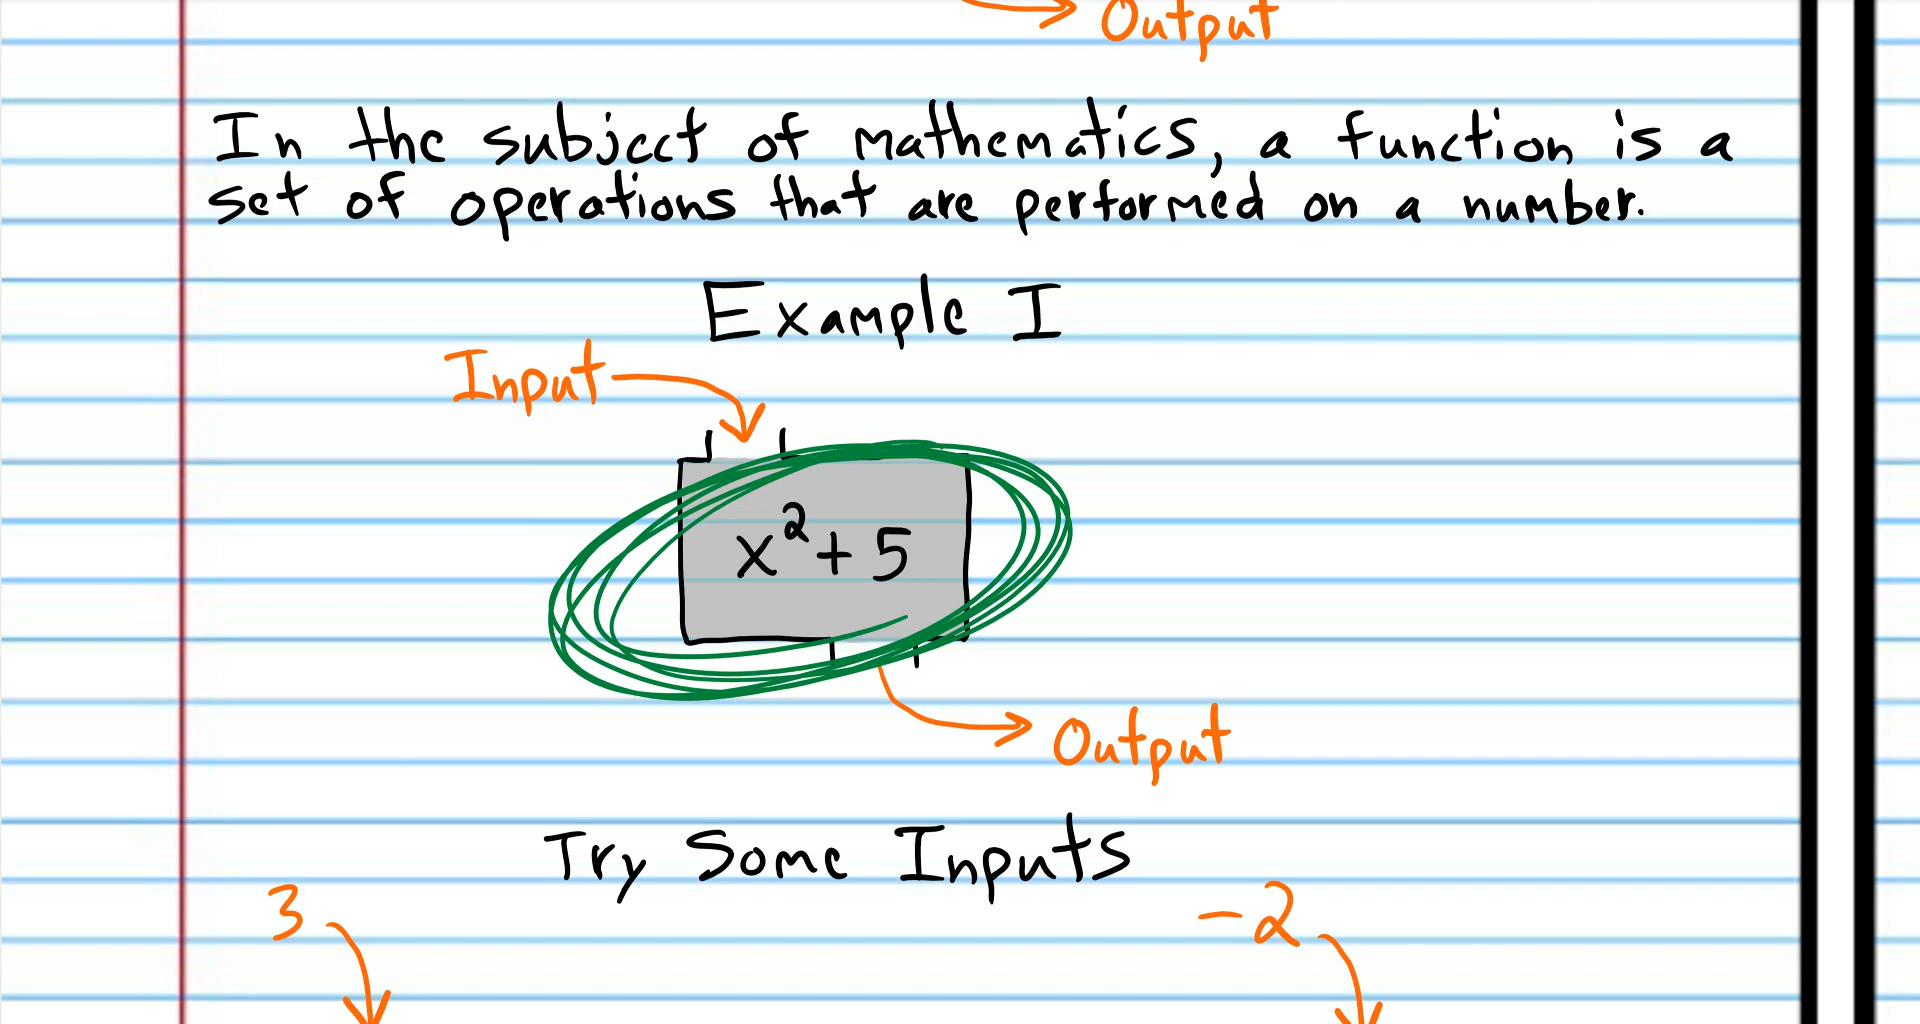 Output
In the subject of mathematics, a function is a
set of operations that are performed on a number.
Example I
Input
x²+5
Output
Try Some Inputs
3 -2